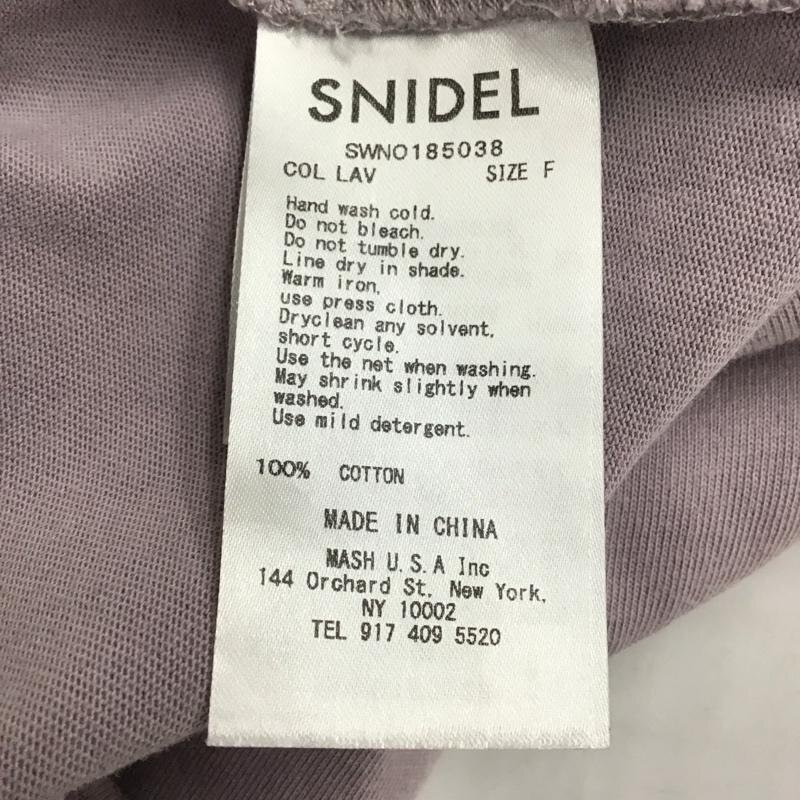 SNIDEL
SWNO185038
COL LAV SIZE F
Hand wash cold.
Do not bleach.
Do not tumble dry.
Line dry in shade.
Warm iron,
use press cloth.
Dryclean any solvent,
short cycle.
Use the net when washing.
May shrink slightly when
washed.
Use mild detergent.
100% COTTON
MADE IN CHINA
MASH U.S.A Inc
144 Orchard St, New York,
NY 10002
TEL 917 409 5520